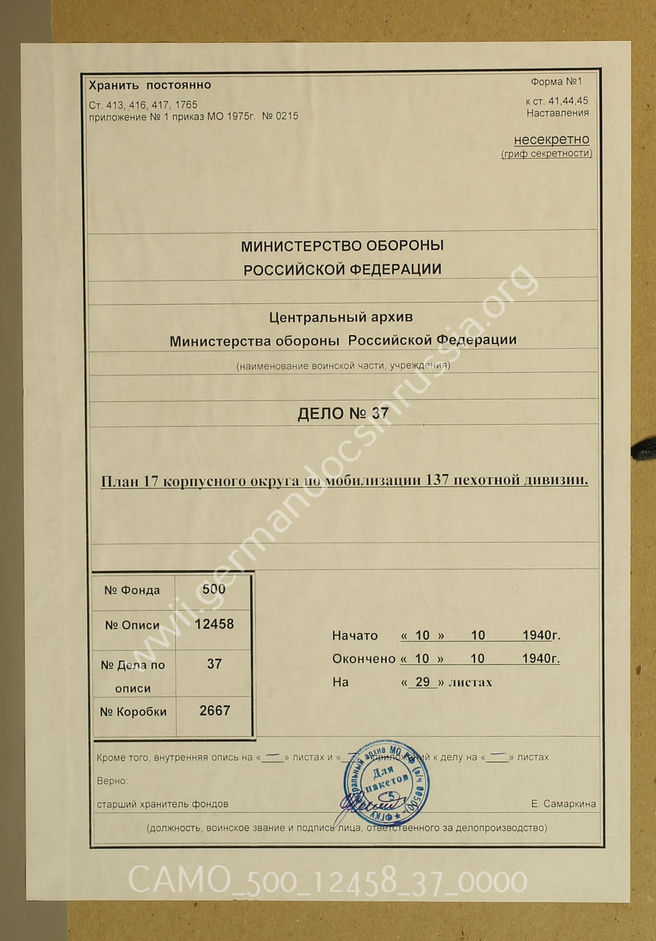 Хранить постоянно
Форма №1
Ст. 413, 416, 417, 1765
к ст. 41,44,45
приложение № 1 приказ МО 1975г. № 0215
Наставления
несекретно
(гриф секретности)
МИНИСТЕРСТВО ОБОРОНЫ
РОССИЙСКОЙ ФЕДЕРАЦИИ
Центральный архив
Министерства обороны Российской Федерации
(наименование воинской части, учреждения)
ДЕЛО № 37
План 17 корпусного округа по мобилизации 137 пехотной дивизии.
№ Фонда 500
№ Описи 12458
№ Дела по описи 37
№ Коробки 2667
Начато « 10 » 10 1940г.
Окончено « 10 » 10 1940г.
На « 29 » листах
Кроме того, внутренняя опись на « — » листах и « — » приложений к делу на « — » листах
Верно:
старший хранитель фондов
Е. Самаркина
(должность, воинское звание и подпись лица, ответственного за делопроизводство)
Для
пакетов
5
wwii.germandocsinrussia.org
CAMO_500_12458_37_0000